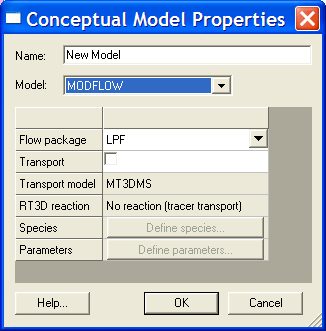 Conceptual Model Properties
Name: New Model
Model: MODFLOW
Flow package LPF
Transport
Transport model MT3DMS
RT3D reaction No reaction (tracer transport)
Species Define species...
Parameters Define parameters...
Help... OK Cancel